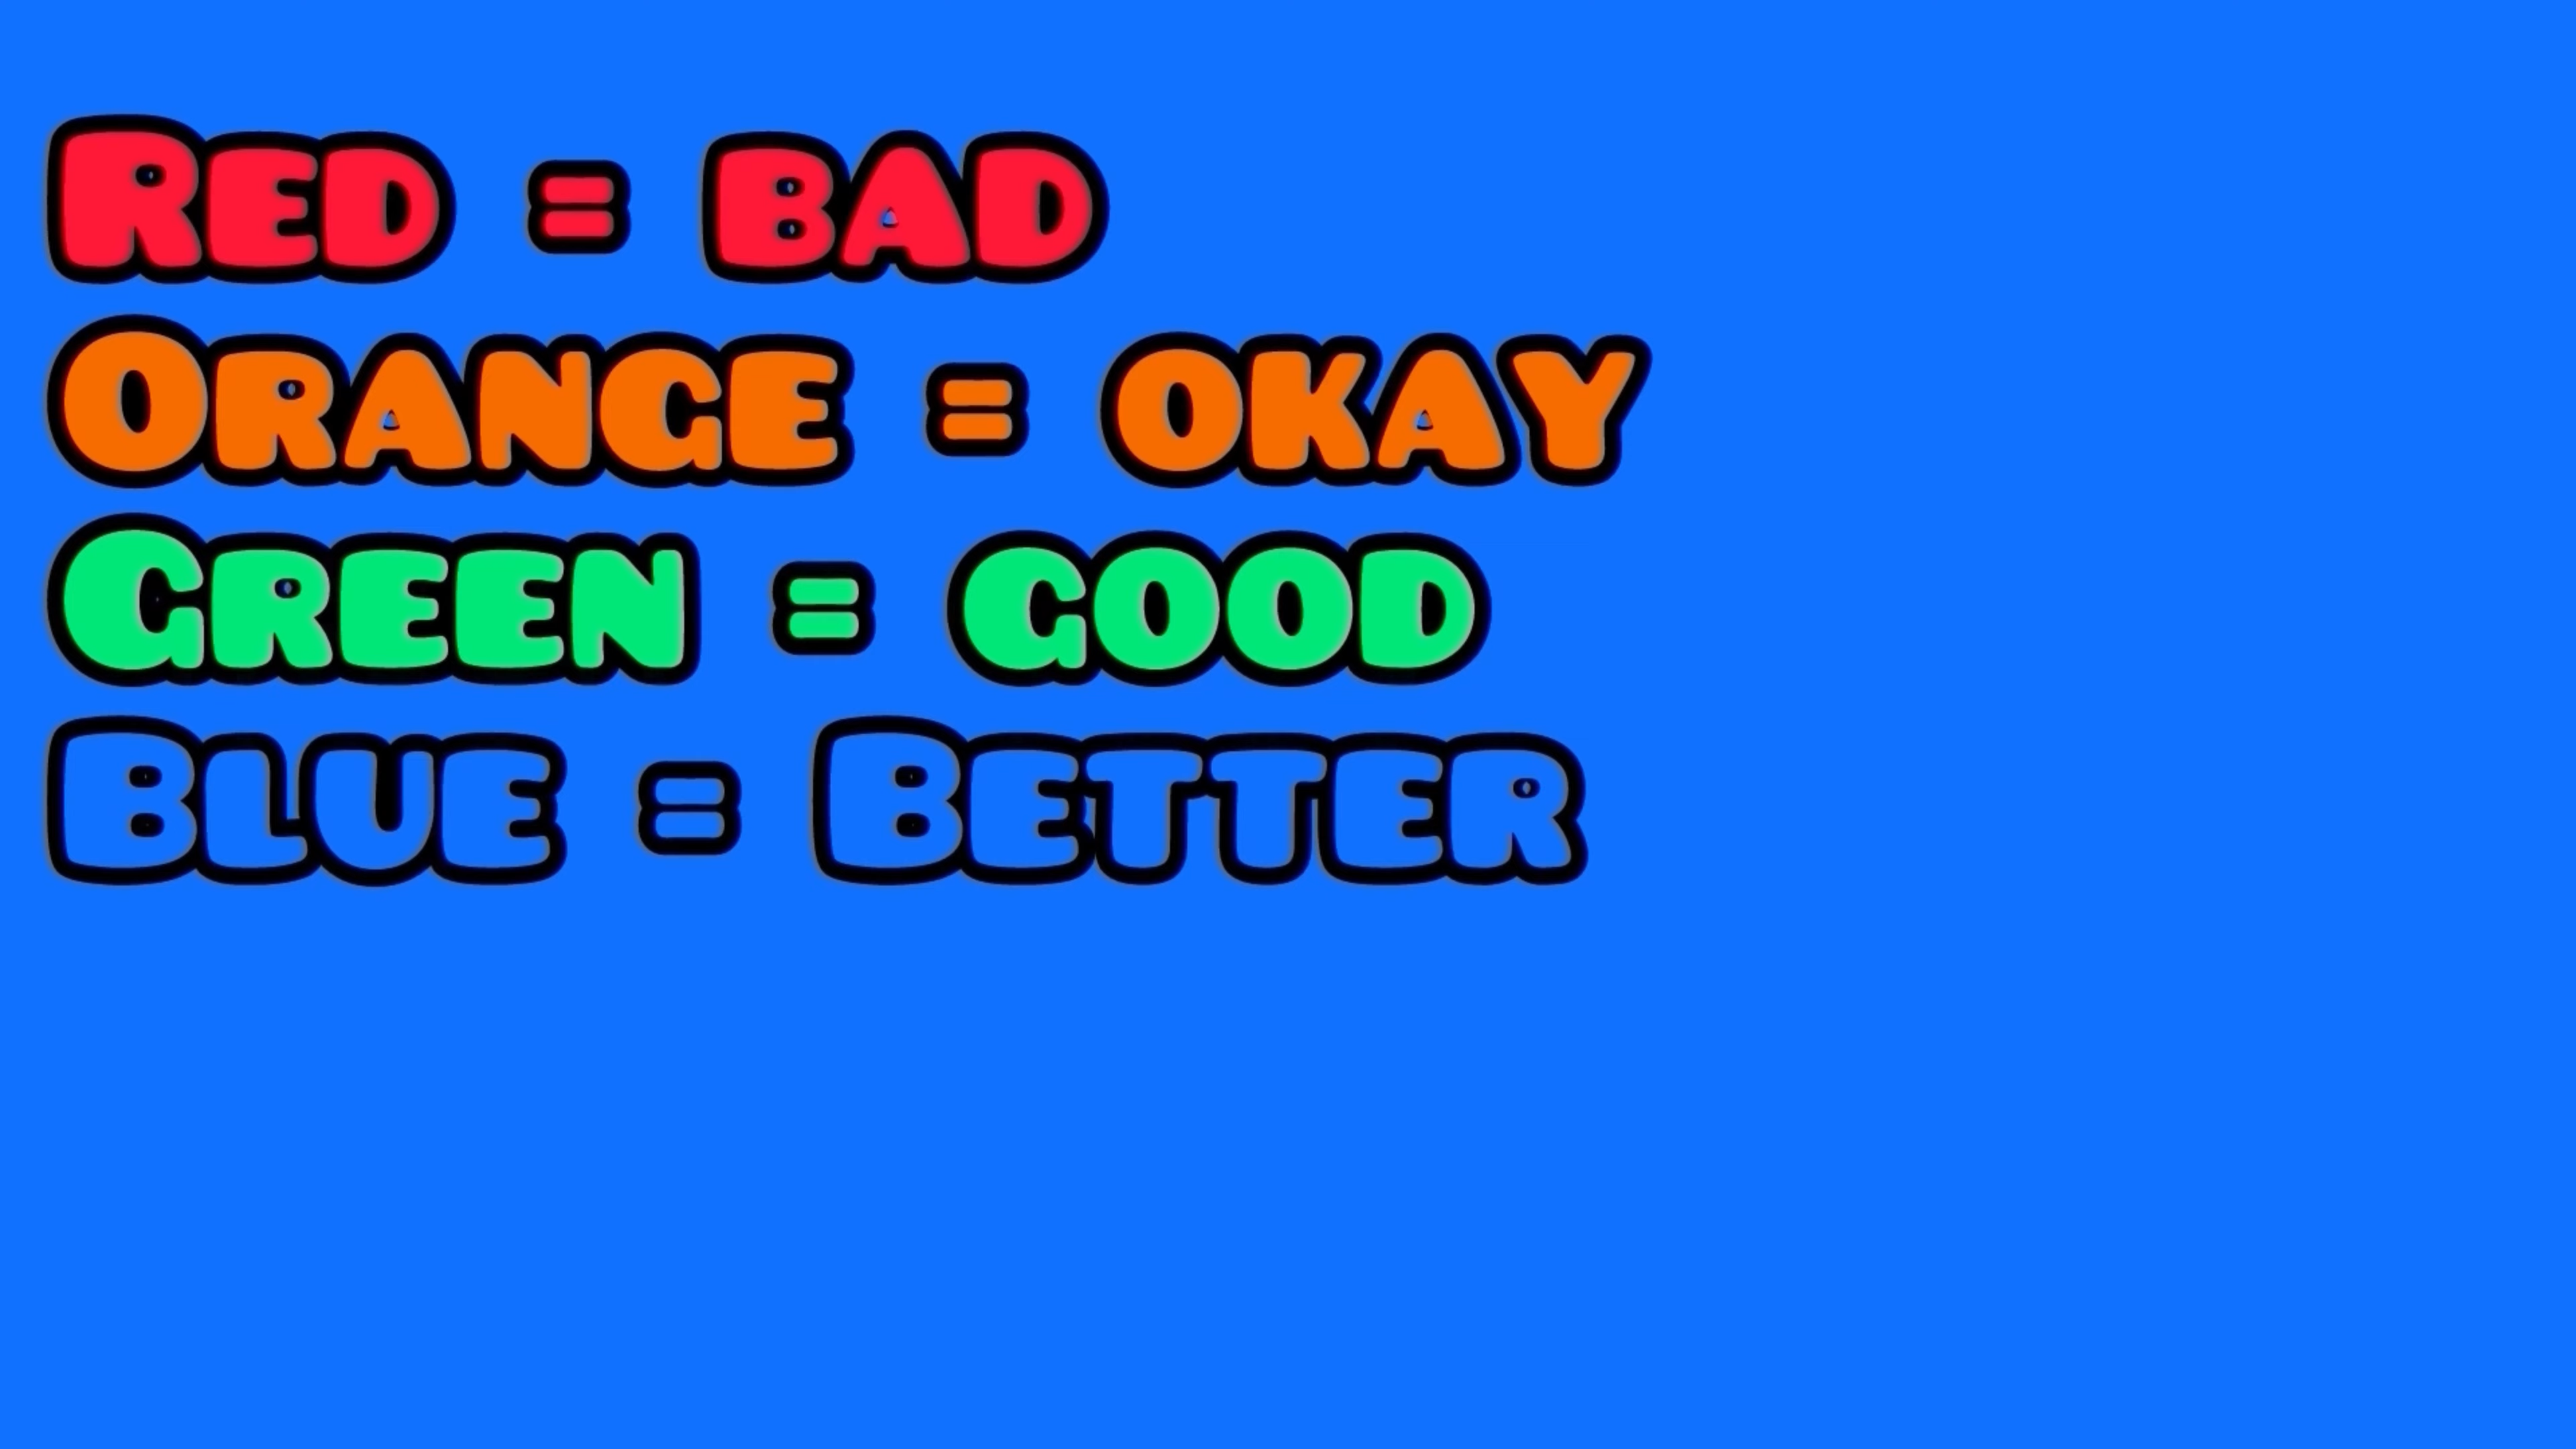 Red = bad
Orange = okay
Green = good
Blue = Better